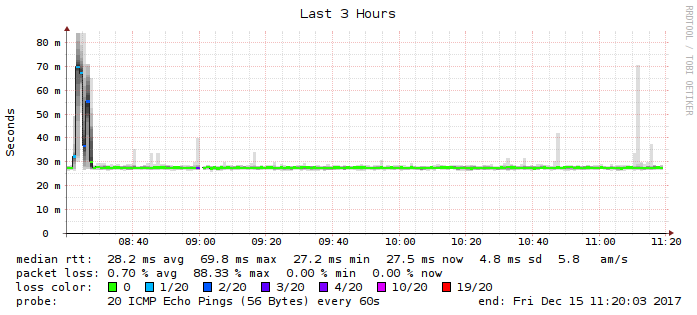 Last 3 Hours
RRDTOOL / TOBI OETIKER
Seconds
80 m
70 m
60 m
50 m
40 m
30 m
20 m
10 m
0
08:40 09:00 09:20 09:40 10:00 10:20 10:40 11:00 11:20
median rtt: 28.2 ms avg 69.8 ms max 27.2 ms min 27.5 ms now 4.8 ms sd 5.8 am/s
packet loss: 0.70 % avg 88.33 % max 0.00 % min 0.00 % now
loss color: 0 1/20 2/20 3/20 4/20 10/20 19/20
probe: 20 ICMP Echo Pings (56 Bytes) every 60s end: Fri Dec 15 11:20:03 2017